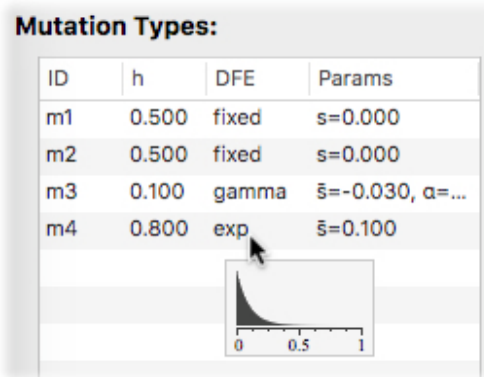 Mutation Types:
ID h DFE Params
m1 0.500 fixed s=0.000
m2 0.500 fixed s=0.000
m3 0.100 gamma s̄=-0.030, α=...
m4 0.800 exp s̄=0.100
0 0.5 1